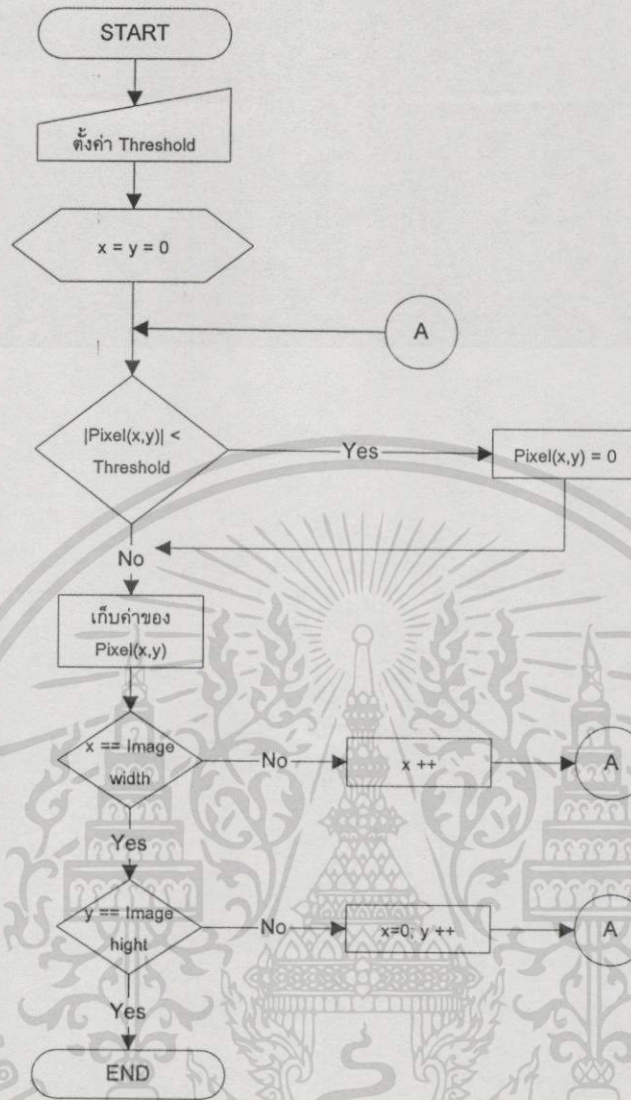 START
ตั้งค่า Threshold
x = y = 0
A
|Pixel(x,y)| <
Threshold
Yes
Pixel(x,y) = 0
No
เก็บค่าของ
Pixel(x,y)
x == Image
width
No
x ++
A
Yes
y == Image
hight
No
x=0; y ++
A
Yes
END